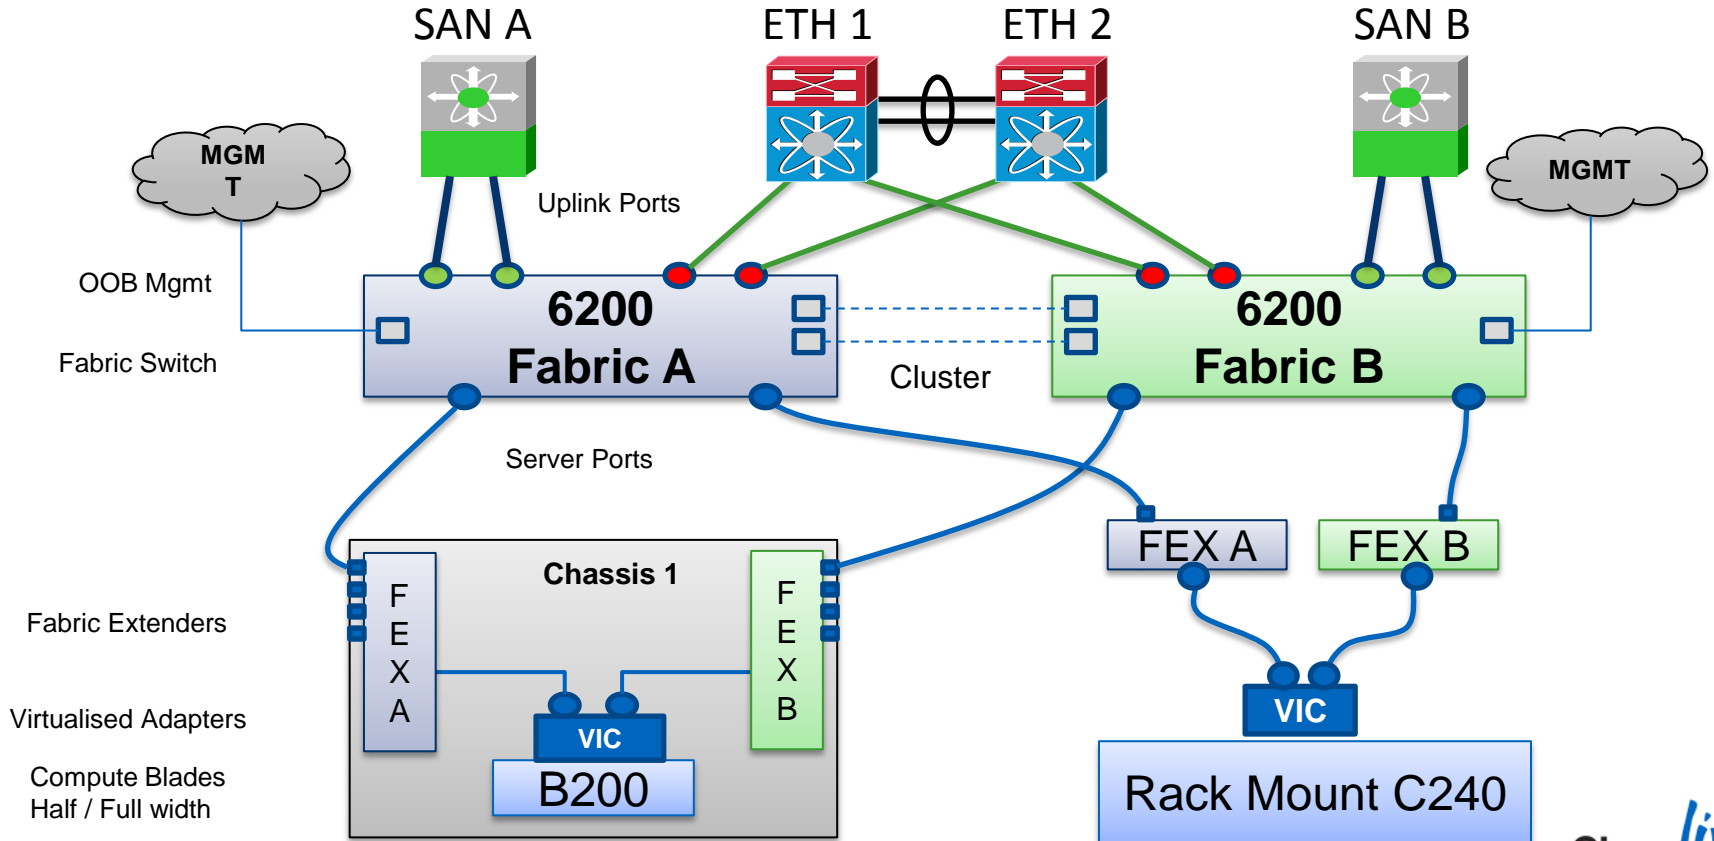 SAN A
ETH 1
ETH 2
SAN B
MGM
T
MGMT
Uplink Ports
OOB Mgmt
6200
Fabric A
6200
Fabric B
Fabric Switch
Cluster
Server Ports
Chassis 1
FEX A
FEX B
F
E
X
A
F
E
X
B
Fabric Extenders
Virtualised Adapters
VIC
VIC
Compute Blades
Half / Full width
B200
Rack Mount C240